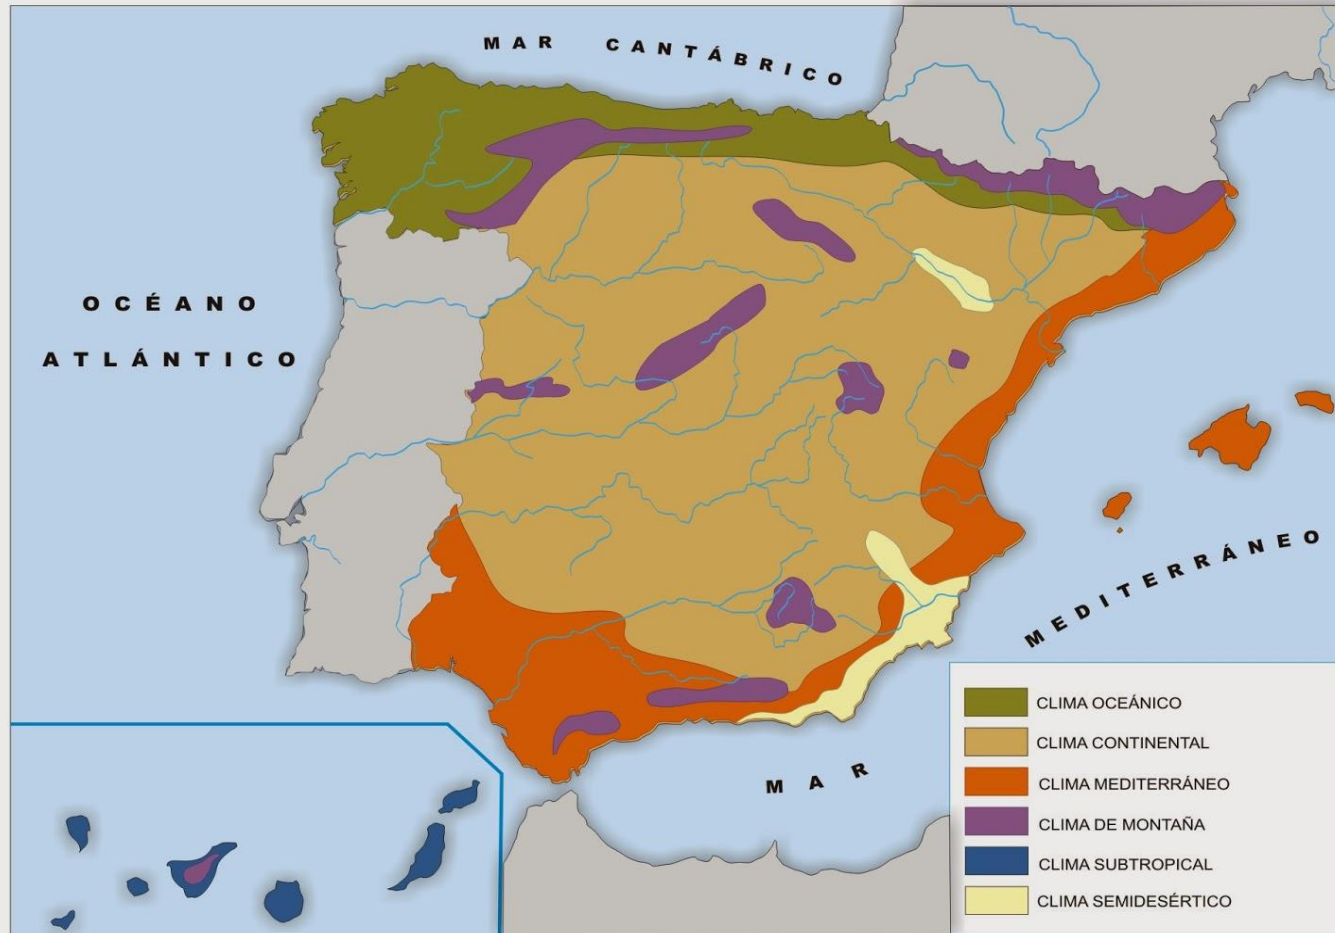 MAR CANTÁBRICO
OCÉANO
ATLÁNTICO
MAR MEDITERRÁNEO
CLIMA OCEÁNICO
CLIMA CONTINENTAL
CLIMA MEDITERRÁNEO
CLIMA DE MONTAÑA
CLIMA SUBTROPICAL
CLIMA SEMIDESÉRTICO